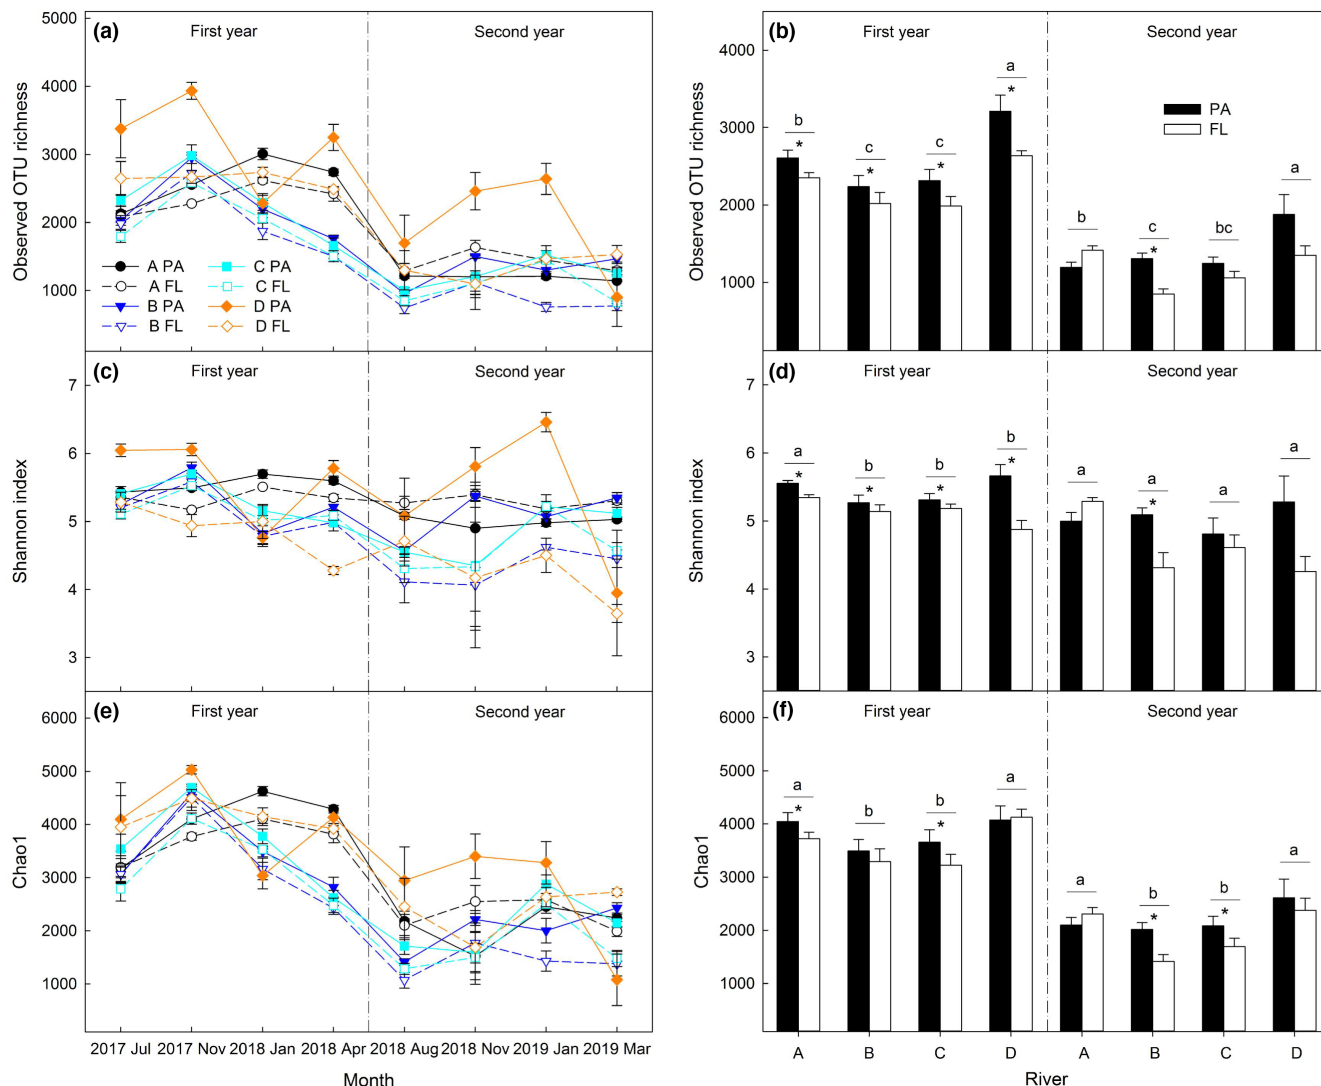 (a)
First year
Second year
5000
4000
3000
2000
1000
Observed OTU richness
A PA
A FL
B PA
B FL
C PA
C FL
D PA
D FL
(b)
First year
Second year
4000
3000
2000
1000
Observed OTU richness
PA
FL
b
*
c
*
c
*
a
*
b
c
*
bc
a
(c)
First year
Second year
7
6
5
4
3
Shannon index
(d)
First year
Second year
7
6
5
4
3
Shannon index
a
*
b
*
b
*
b
*
a
a
*
a
a
(e)
First year
Second year
6000
5000
4000
3000
2000
1000
Chao1
2017 Jul
2017 Nov
2018 Jan
2018 Apr
2018 Aug
2018 Nov
2019 Jan
2019 Mar
Month
(f)
First year
Second year
6000
5000
4000
3000
2000
1000
Chao1
a
*
b
b
*
a
a
b
*
b
*
a
A
B
C
D
A
B
C
D
River